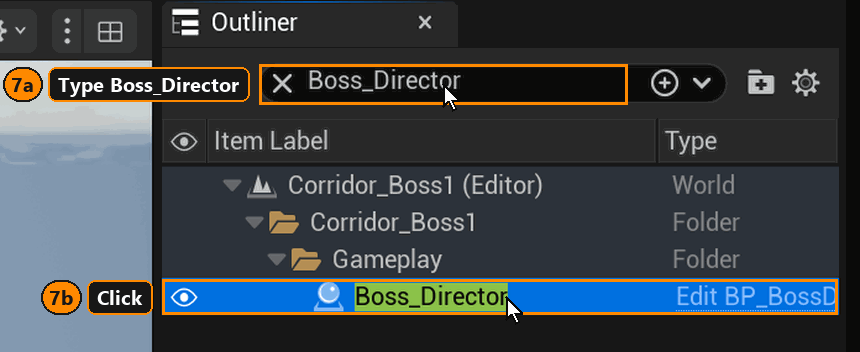 Outliner
7a Type Boss_Director Boss_Director
Item Label Type
Corridor_Boss1 (Editor) World
Corridor_Boss1 Folder
Gameplay Folder
7b Click Boss_Director Edit BP_BossD